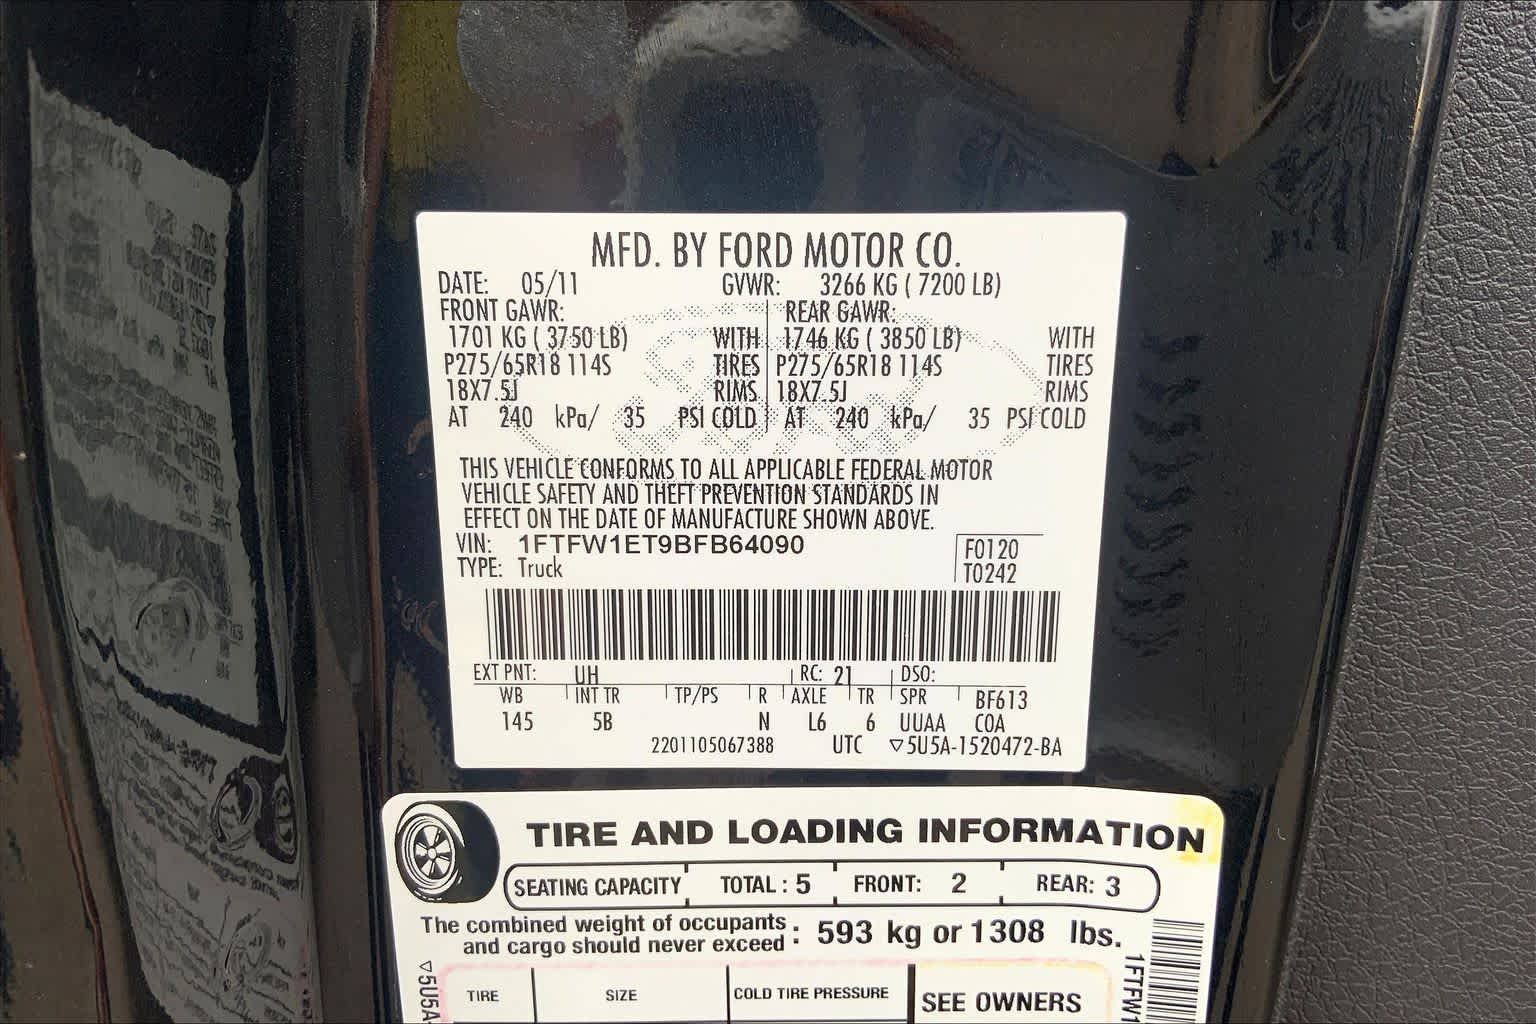 MFD. BY FORD MOTOR CO.
DATE: 05/11 GVWR: 3266 KG ( 7200 LB)
FRONT GAWR: REAR GAWR:
1701 KG ( 3750 LB) WITH 1746 KG ( 3850 LB) WITH
P275/65R18 114S TIRES P275/65R18 114S TIRES
18X7.5J RIMS 18X7.5J RIMS
AT 240 kPa/ 35 PSI COLD AT 240 kPa/ 35 PSI COLD
THIS VEHICLE CONFORMS TO ALL APPLICABLE FEDERAL MOTOR
VEHICLE SAFETY AND THEFT PREVENTION STANDARDS IN
EFFECT ON THE DATE OF MANUFACTURE SHOWN ABOVE.
VIN: 1FTFW1ET9BFB64090
TYPE: Truck
F0120
T0242
EXT PNT: UH RC: 21 DSO:
WB INT TR TP/PS R AXLE TR SPR BF613
145 5B N L6 6 UUAA COA
2201105067388 UTC ▽5U5A-1520472-BA
TIRE AND LOADING INFORMATION
SEATING CAPACITY TOTAL : 5 FRONT: 2 REAR: 3
The combined weight of occupants
and cargo should never exceed : 593 kg or 1308 lbs.
TIRE SIZE COLD TIRE PRESSURE SEE OWNERS
▽5U5A-
1FTFW1